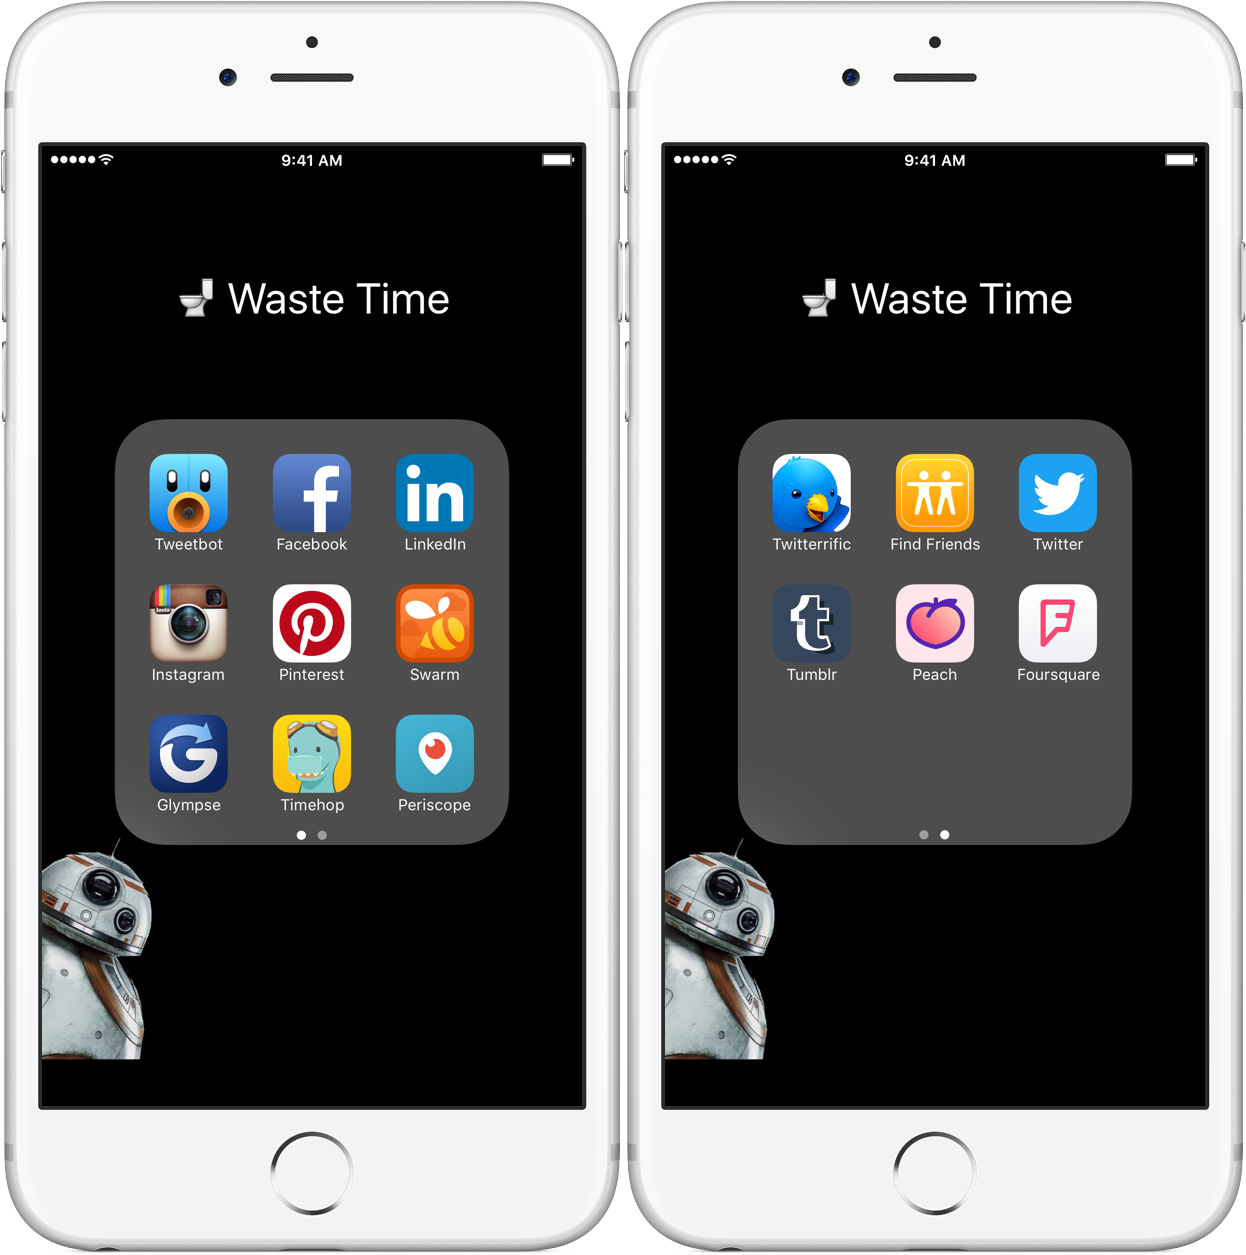 9:41 AM
Waste Time
Tweetbot Facebook LinkedIn
Instagram Pinterest Swarm
Glympse Timehop Periscope
9:41 AM
Waste Time
Twitterrific Find Friends Twitter
Tumblr Peach Foursquare